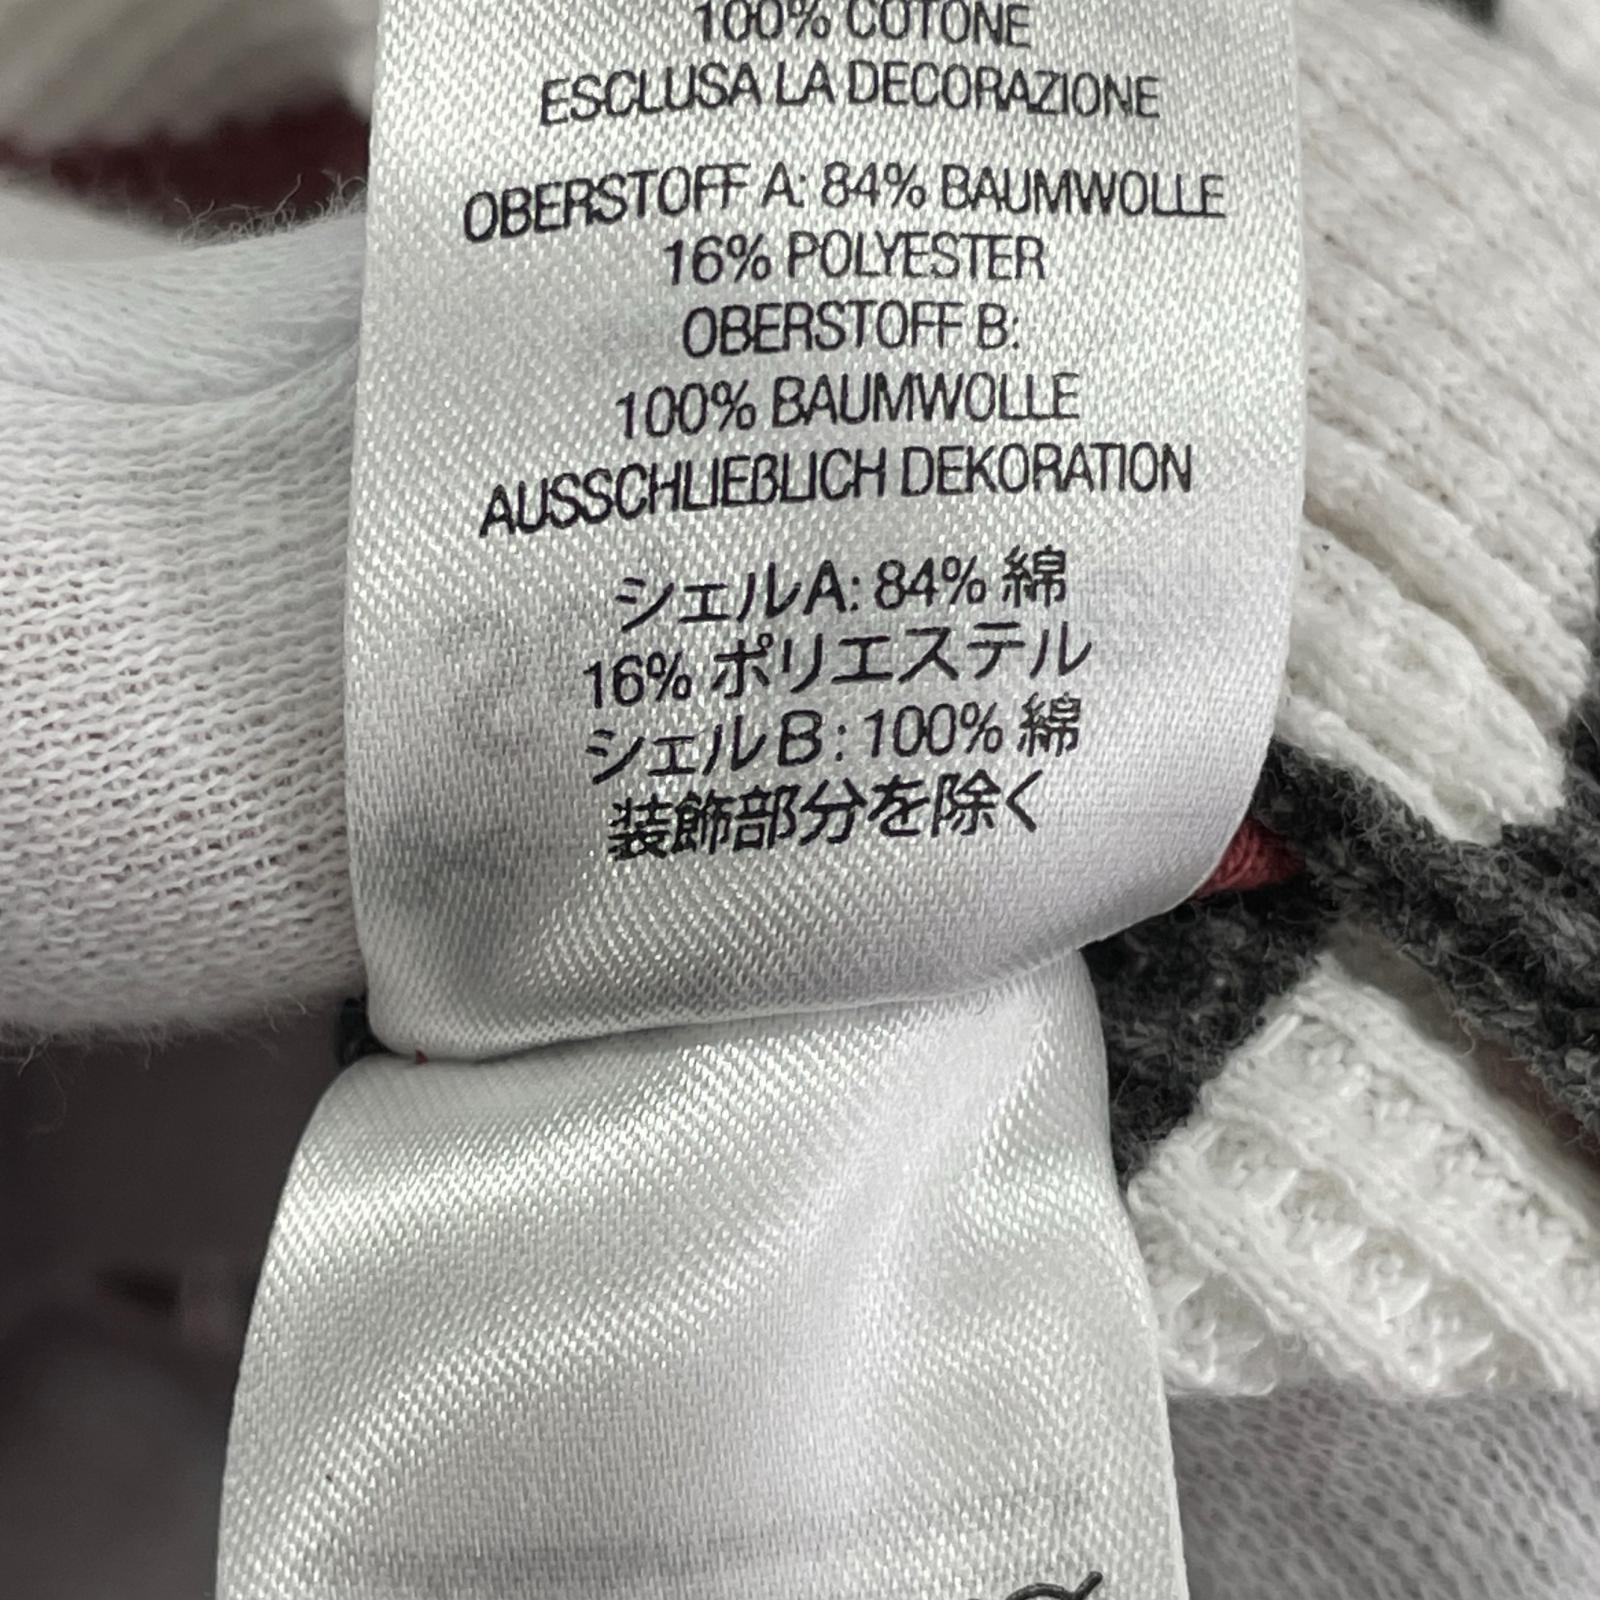 100% COTONE
ESCLUSA LA DECORAZIONE
OBERSTOFF A: 84% BAUMWOLLE
16% POLYESTER
OBERSTOFF B:
100% BAUMWOLLE
AUSSCHLIEBLICH DEKORATION
シェルA: 84% 綿
16% ポリエステル
シェルB: 100% 綿
装飾部分を除く